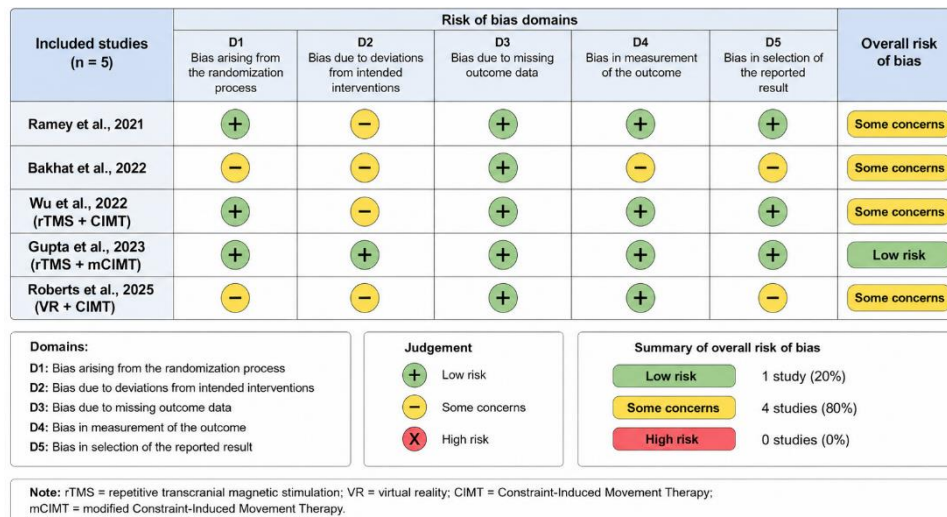 Included studies
(n = 5)
Risk of bias domains
Overall risk
of bias
D1
Bias arising from
the randomization
process
D2
Bias due to deviations
from intended
interventions
D3
Bias due to missing
outcome data
D4
Bias in measurement
of the outcome
D5
Bias in selection of
the reported
result
Ramey et al., 2021
+ − + + +
Some concerns
Bakhat et al., 2022
− − + − −
Some concerns
Wu et al., 2022
(rTMS + CIMT)
+ − + + +
Some concerns
Gupta et al., 2023
(rTMS + mCIMT)
+ + + + +
Low risk
Roberts et al., 2025
(VR + CIMT)
− − + + −
Some concerns
Domains:
D1: Bias arising from the randomization process
D2: Bias due to deviations from intended interventions
D3: Bias due to missing outcome data
D4: Bias in measurement of the outcome
D5: Bias in selection of the reported result
Judgement
+ Low risk
− Some concerns
X High risk
Summary of overall risk of bias
Low risk 1 study (20%)
Some concerns 4 studies (80%)
High risk 0 studies (0%)
Note: rTMS = repetitive transcranial magnetic stimulation; VR = virtual reality; CIMT = Constraint-Induced Movement Therapy;
mCIMT = modified Constraint-Induced Movement Therapy.